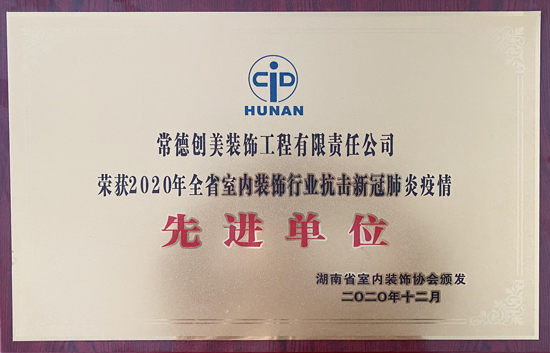 CID
HUNAN
常德创美装饰工程有限责任公司
荣获2020年全省室内装饰行业抗击新冠肺炎疫情
先进单位
湖南省室内装饰协会颁发
二〇二〇年十二月